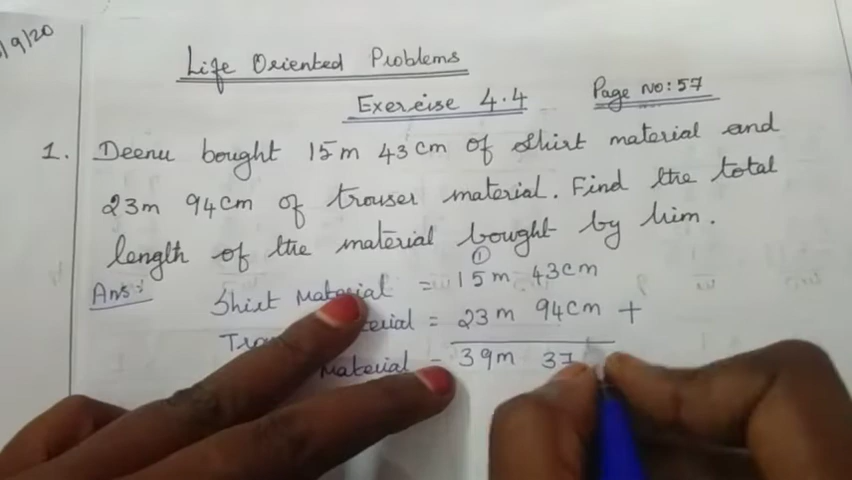 /9/20
Life Oriented Problems
Exercise 4.4 Page No: 57
1. Deenu bought 15m 43cm of shirt material and
23m 94cm of trouser material. Find the total
length of the material bought by him.
①
Ans: Shirt Material = 15m 43cm
= 23m 94cm +
Material = 39m 37